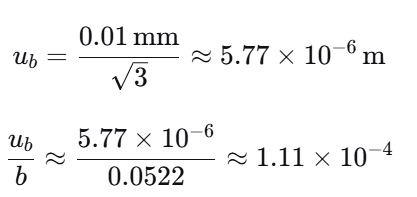 u_b = 0.01 mm / √3 ≈ 5.77 × 10⁻⁶ m
u_b / b ≈ 5.77 × 10⁻⁶ / 0.0522 ≈ 1.11 × 10⁻⁴